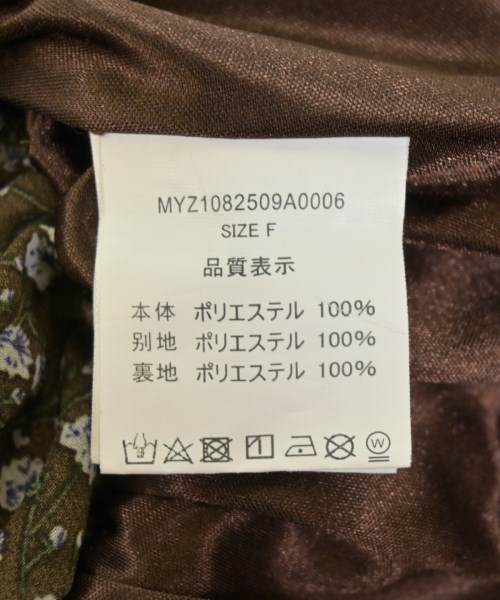 MYZ1082509A0006
SIZE F
品質表示
本体 ポリエステル 100%
別地 ポリエステル 100%
裏地 ポリエステル 100%
W